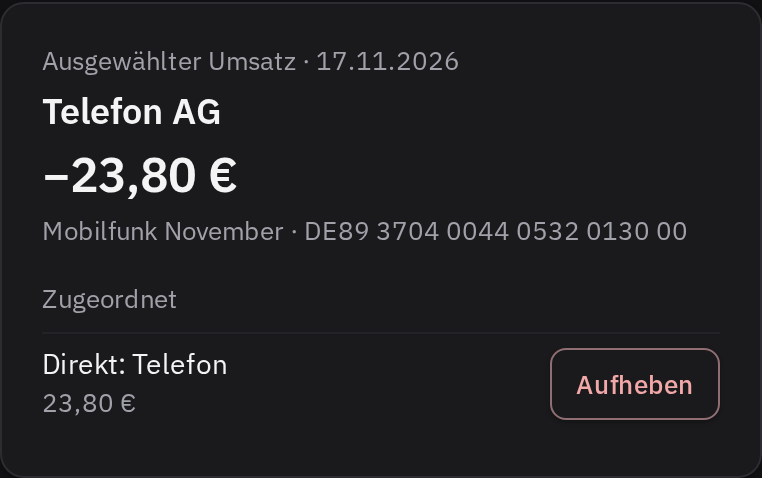 Ausgewählter Umsatz · 17.11.2026
Telefon AG
−23,80 €
Mobilfunk November · DE89 3704 0044 0532 0130 00
Zugeordnet
Direkt: Telefon
23,80 €
Aufheben